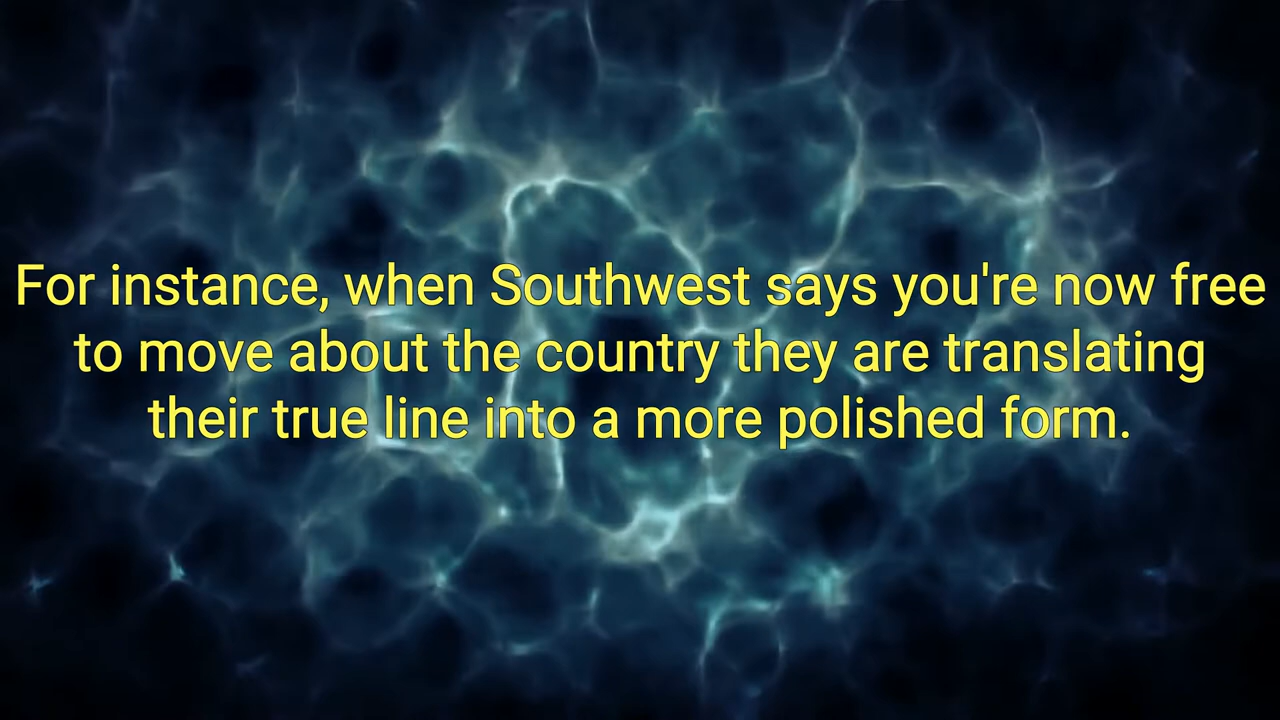 For instance, when Southwest says you're now free
to move about the country they are translating
their true line into a more polished form.